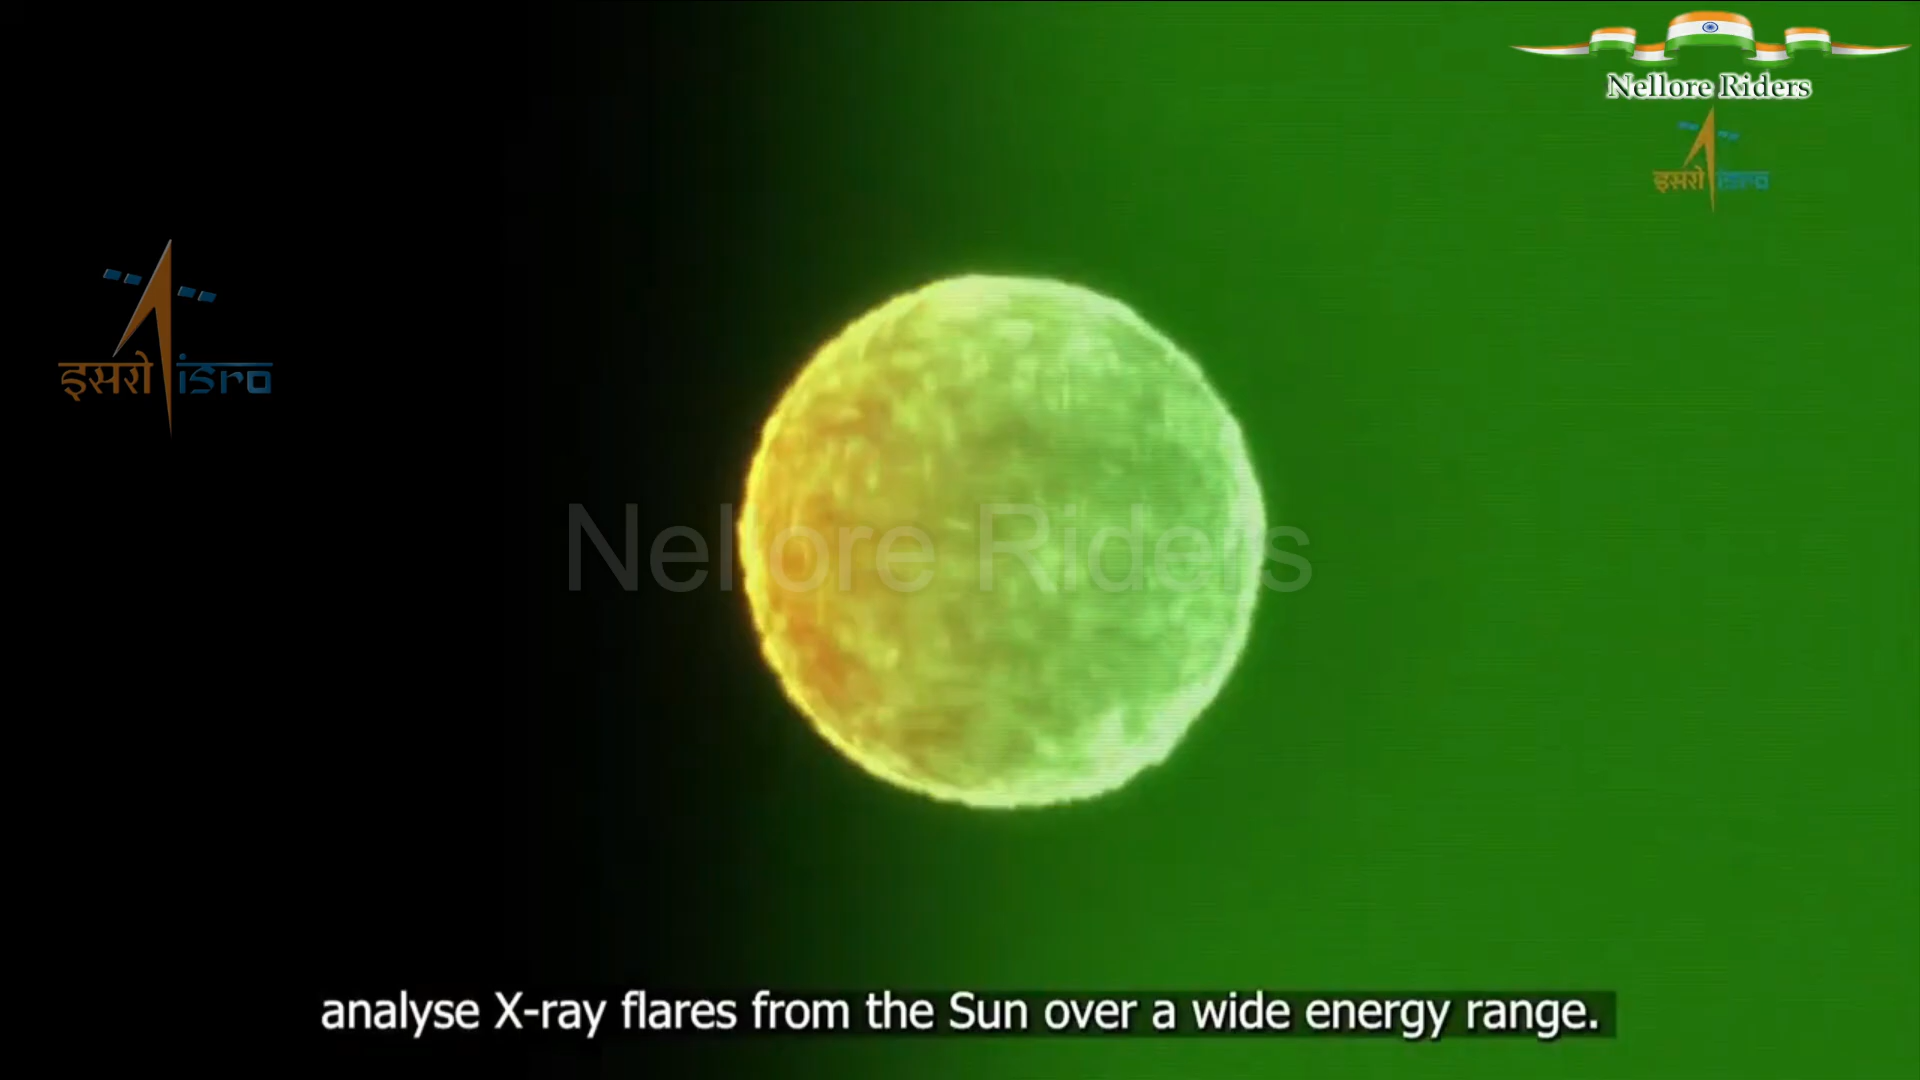 Nellore Riders
इसरो isro
इसरो isro
Nellore Riders
analyse X-ray flares from the Sun over a wide energy range.